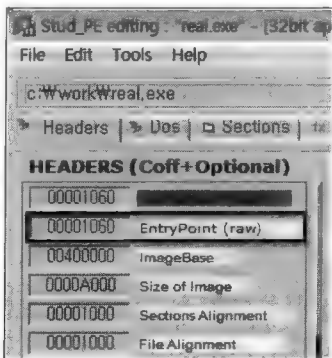 Stud_PE editing : "real.exe" - [32bit ap
File Edit Tools Help
c:₩work₩real.exe
Headers Dos Sections
HEADERS (Coff+Optional)
00001060
00001060 EntryPoint (raw)
00400000 ImageBase
0000A000 Size of Image
00001000 Sections Alignment
00001000 File Alignment